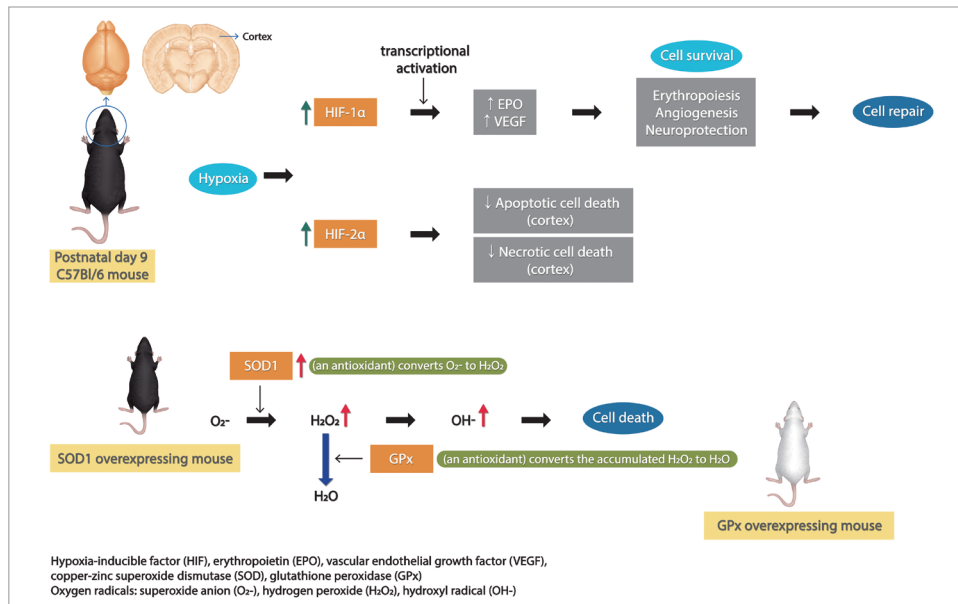 Cortex
transcriptional
activation
Cell survival
↑ HIF-1α
↑ EPO
↑ VEGF
Erythropoiesis
Angiogenesis
Neuroprotection
Cell repair
Hypoxia
↑ HIF-2α
↓ Apoptotic cell death
(cortex)
↓ Necrotic cell death
(cortex)
Postnatal day 9
C57Bl/6 mouse
SOD1 ↑ (an antioxidant) converts O₂- to H₂O₂
O₂- H₂O₂ ↑ OH- ↑ Cell death
SOD1 overexpressing mouse
GPx (an antioxidant) converts the accumulated H₂O₂ to H₂O
H₂O
GPx overexpressing mouse
Hypoxia-inducible factor (HIF), erythropoietin (EPO), vascular endothelial growth factor (VEGF),
copper-zinc superoxide dismutase (SOD), glutathione peroxidase (GPx)
Oxygen radicals: superoxide anion (O₂-), hydrogen peroxide (H₂O₂), hydroxyl radical (OH-)